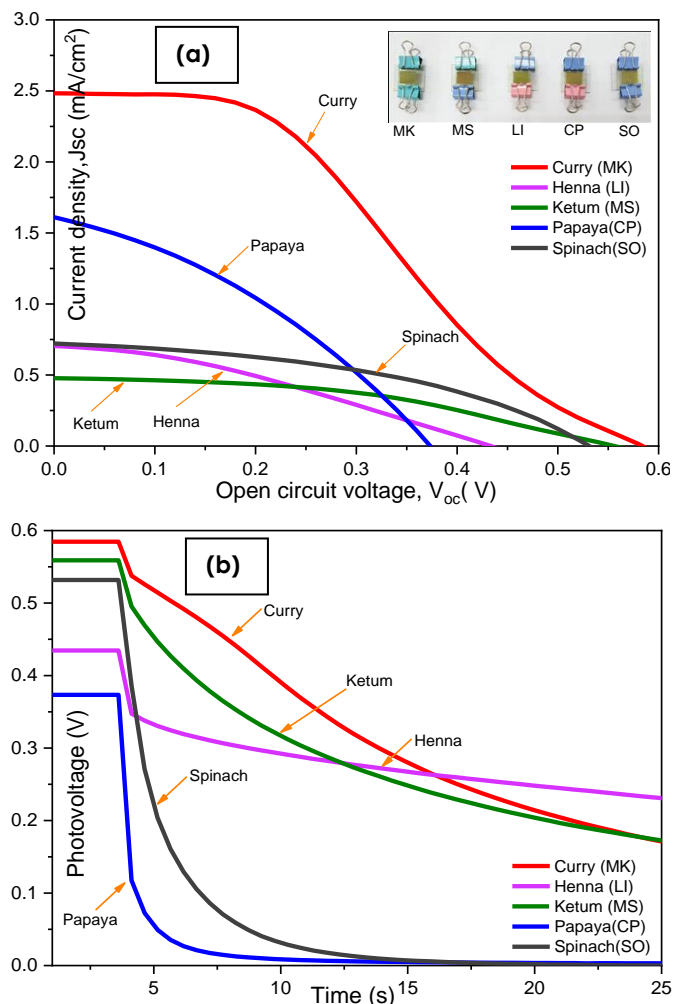 (a)
3.0
2.5
2.0
1.5
1.0
0.5
0.0
Current density,Jsc (mA/cm²)
Curry
Papaya
Spinach
Ketum
Henna
MK MS LI CP SO
Curry (MK)
Henna (LI)
Ketum (MS)
Papaya(CP)
Spinach(SO)
0.0 0.1 0.2 0.3 0.4 0.5 0.6
Open circuit voltage, Voc( V)
(b)
0.6
0.5
0.4
0.3
0.2
0.1
0.0
Photovoltage (V)
Curry
Ketum
Henna
Spinach
Papaya
Curry (MK)
Henna (LI)
Ketum (MS)
Papaya(CP)
Spinach(SO)
5 10 15 20 25
Time (s)